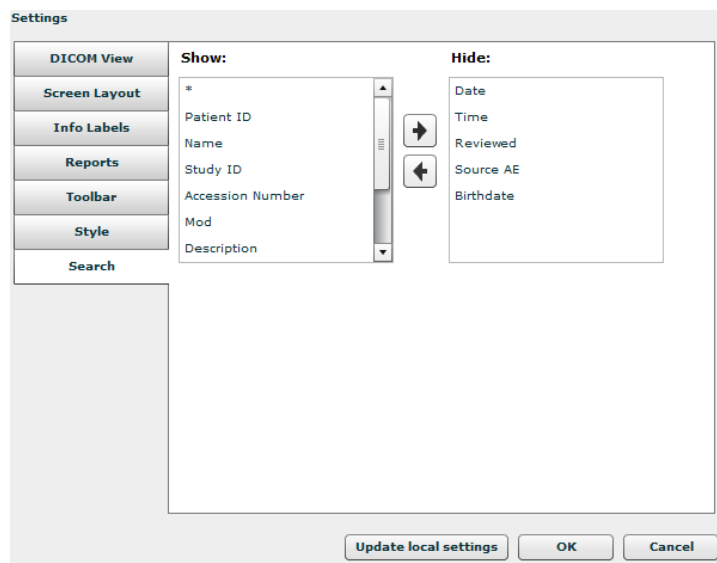 Settings
DICOM View
Screen Layout
Info Labels
Reports
Toolbar
Style
Search
Show:
*
Patient ID
Name
Study ID
Accession Number
Mod
Description
Hide:
Date
Time
Reviewed
Source AE
Birthdate
Update local settings
OK
Cancel